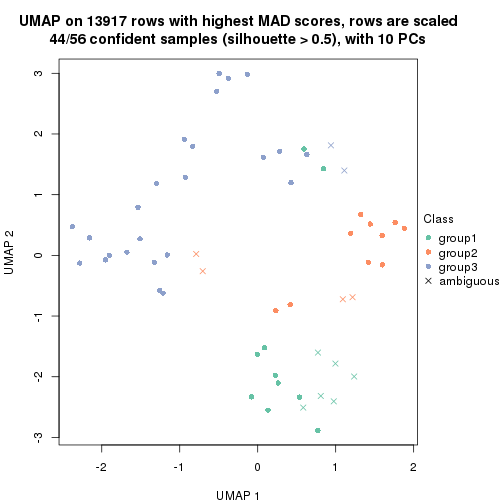 UMAP on 13917 rows with highest MAD scores, rows are scaled
44/56 confident samples (silhouette > 0.5), with 10 PCs
3
2
1
0
-1
-2
-3
UMAP 2
-2
-1
0
1
2
UMAP 1
Class
group1
group2
group3
ambiguous